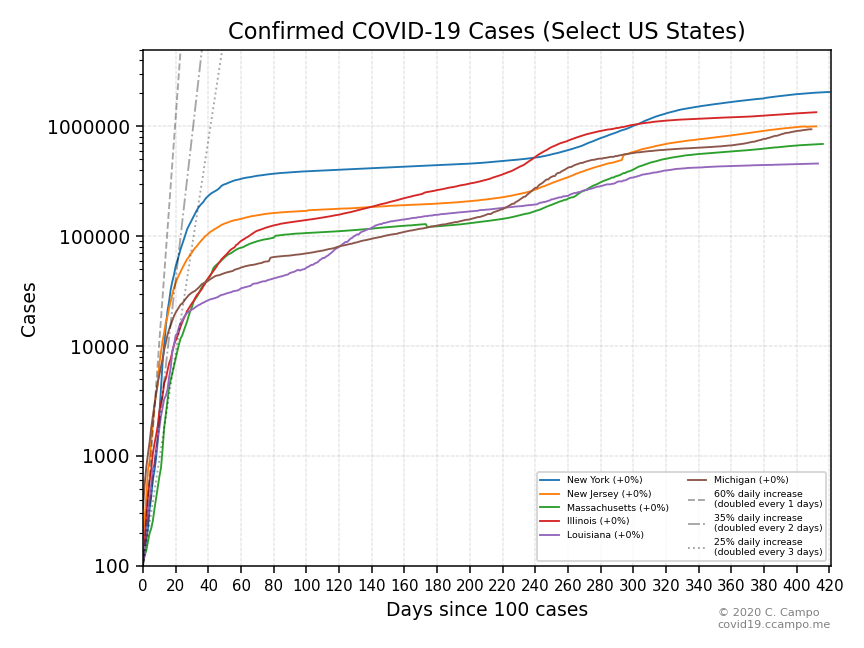 Confirmed COVID-19 Cases (Select US States)
Cases
1000000
100000
10000
1000
100
0 20 40 60 80 100 120 140 160 180 200 220 240 260 280 300 320 340 360 380 400 420
Days since 100 cases
New York (+0%)
New Jersey (+0%)
Massachusetts (+0%)
Illinois (+0%)
Louisiana (+0%)
Michigan (+0%)
60% daily increase
(doubled every 1 days)
35% daily increase
(doubled every 2 days)
25% daily increase
(doubled every 3 days)
© 2020 C. Campo
covid19.ccampo.me